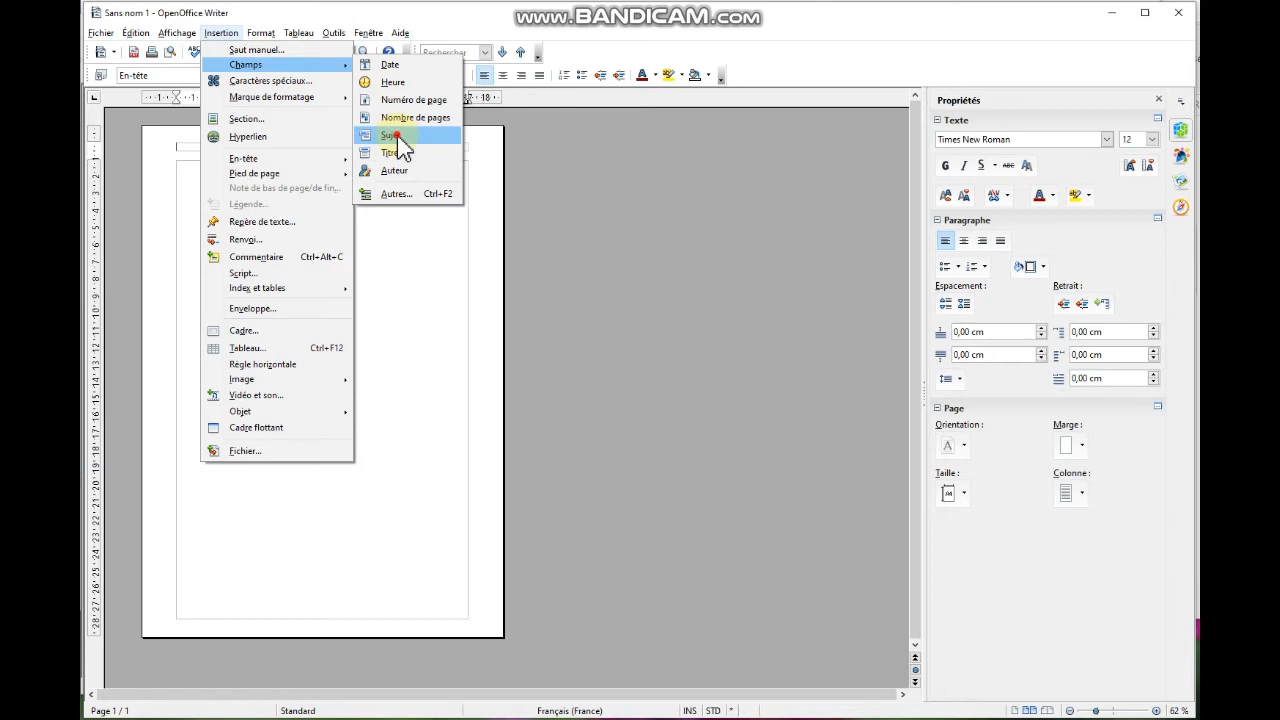 Sans nom 1 - OpenOffice Writer
www.BANDICAM.com
Fichier Édition Affichage Insertion Format Tableau Outils Fenêtre Aide
Rechercher
En-tête
Saut manuel...
Champs
Caractères spéciaux...
Marque de formatage
Section...
Hyperlien
En-tête
Pied de page
Note de bas de page/de fin,..
Légende...
Repère de texte...
Renvoi...
Commentaire Ctrl+Alt+C
Script...
Index et tables
Enveloppe...
Cadre...
Tableau... Ctrl+F12
Règle horizontale
Image
Vidéo et son...
Objet
Cadre flottant
Fichier...
Date
Heure
Numéro de page
Nombre de pages
Titre
Auteur
Autres... Ctrl+F2
Propriétés
Texte
Times New Roman 12
Paragraphe
Espacement : Retrait :
0,00 cm 0,00 cm
0,00 cm 0,00 cm
0,00 cm
Page
Orientation : Marge :
Taille : Colonne :
Page 1 / 1 Standard Français (France) INS STD * 62 %